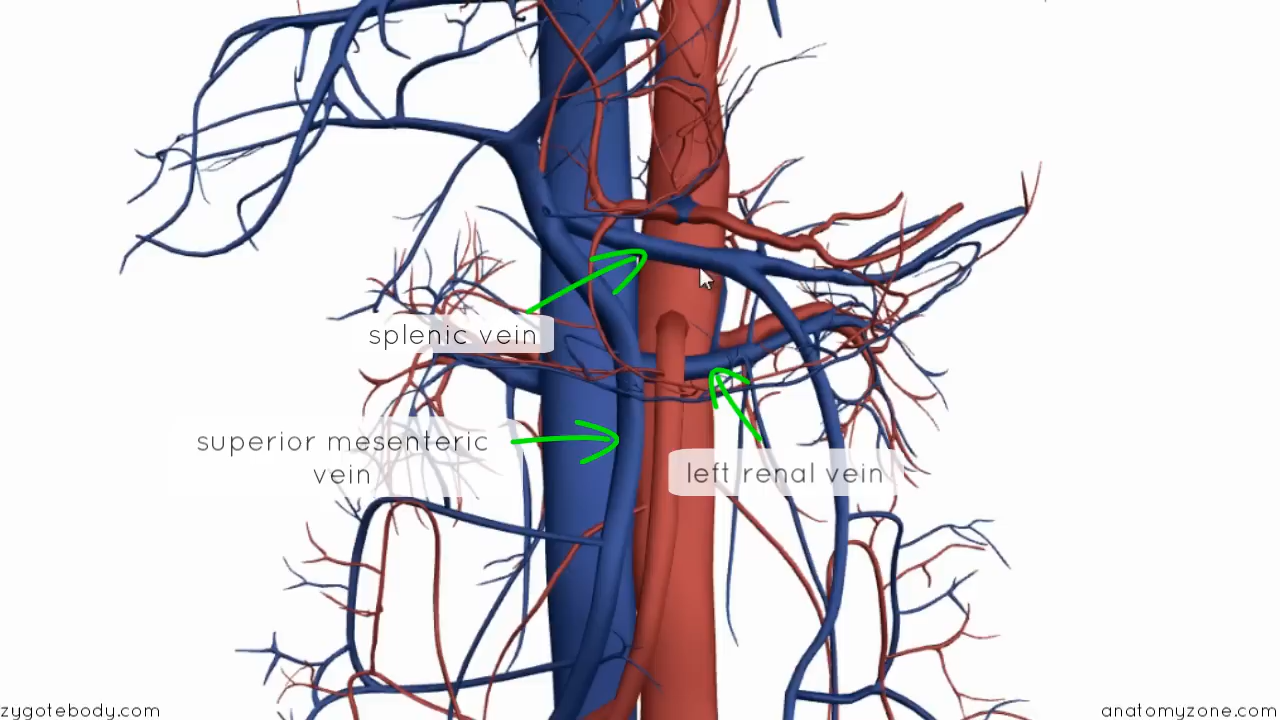 splenic vein
superior mesenteric
vein
left renal vein
zygotebody.com
anatomyzone.com